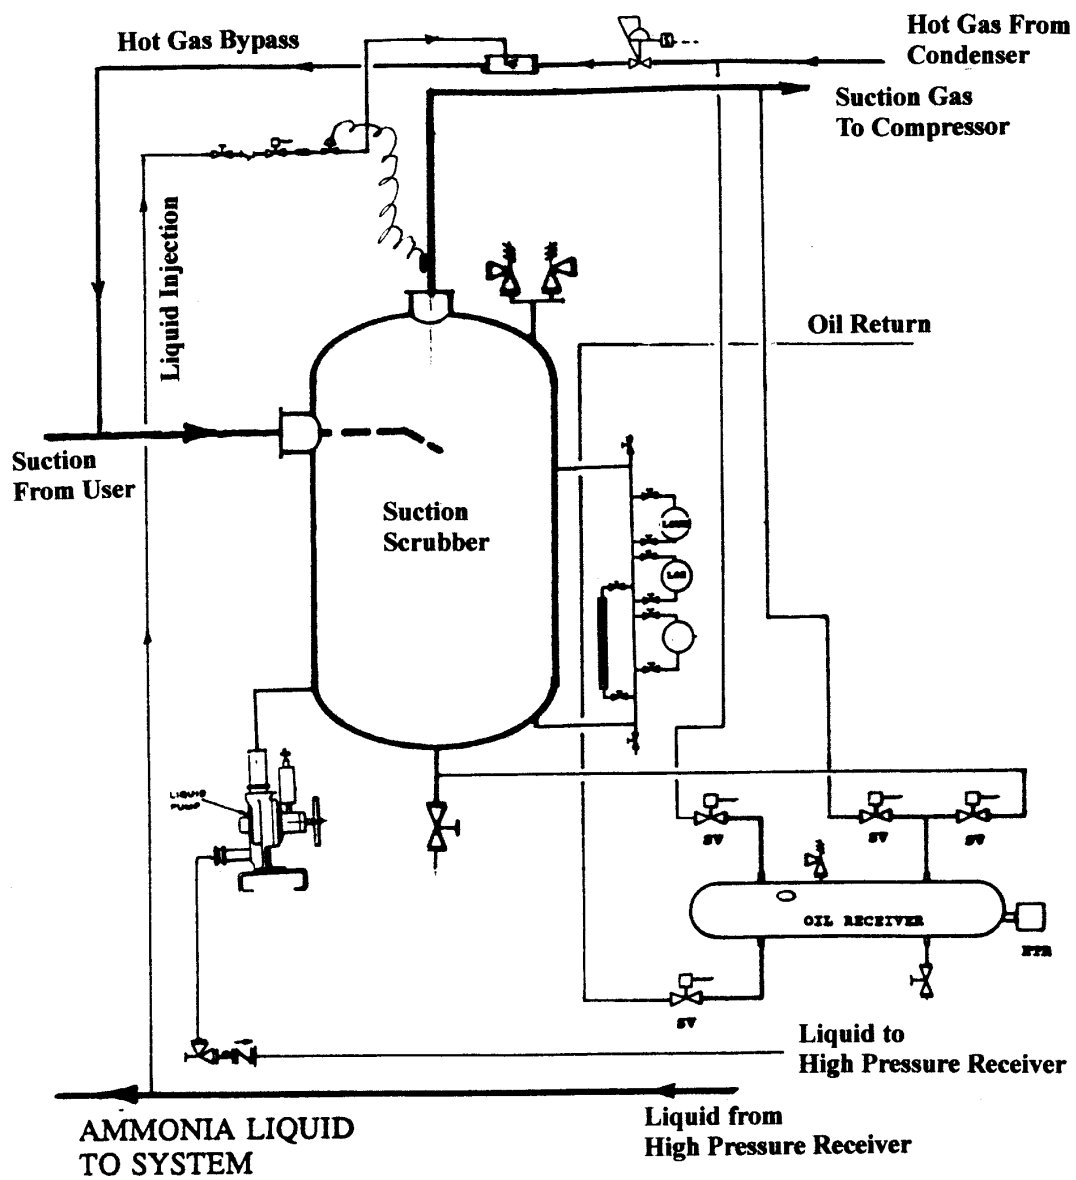 Hot Gas Bypass
Hot Gas From
Condenser
Suction Gas
To Compressor
Liquid Injection
Oil Return
Suction
From User
Suction
Scrubber
LIQUID
PUMP
SV
SV
SV
OIL RECEIVER
SV
Liquid to
High Pressure Receiver
Liquid from
High Pressure Receiver
AMMONIA LIQUID
TO SYSTEM